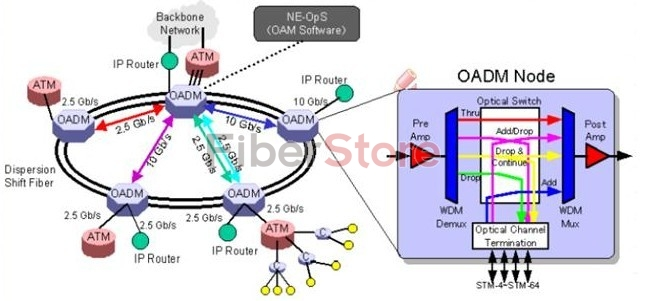 Backbone
Network
NE-OpS
(OAM Software)
ATM
IP Router
OADM
ATM
2.5 Gb/s
OADM
2.5 Gb/s
10 Gb/s
IP Router
10 Gb/s
OADM
2.5 Gb/s
2.5 Gb/s
10 Gb/s
FiberStore
Dispersion
Shift Fiber
OADM
2.5 Gb/s
2.5 Gb/s
ATM
IP Router
OADM
2.5 Gb/s
2.5 Gb/s
IP Router
ATM
C
C
C
C
OADM Node
Optical Switch
Thru
Pre
Amp
Add/Drop
Drop &
Continue
Post
Amp
Drop
Add
WDM
Demux
WDM
Mux
Optical Channel
Termination
STM-4~STM-64